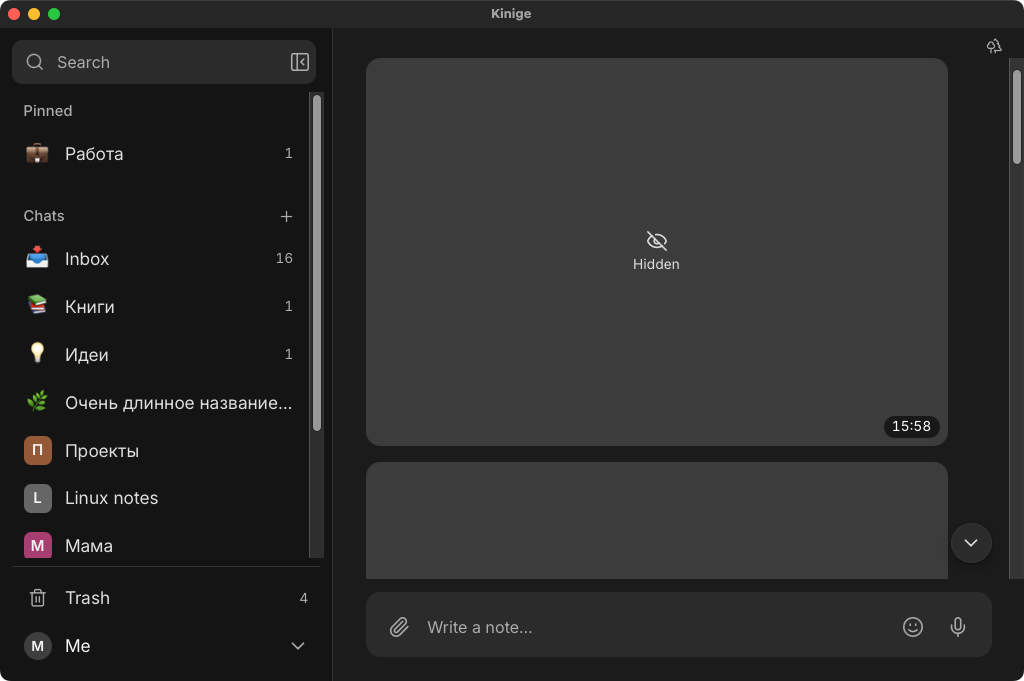 Kinige
Search
Pinned
Работа 1
Chats
Inbox 16
Книги 1
Идеи 1
Очень длинное название...
П Проекты
L Linux notes
M Мама
Trash 4
M Me
Hidden
15:58
Write a note...